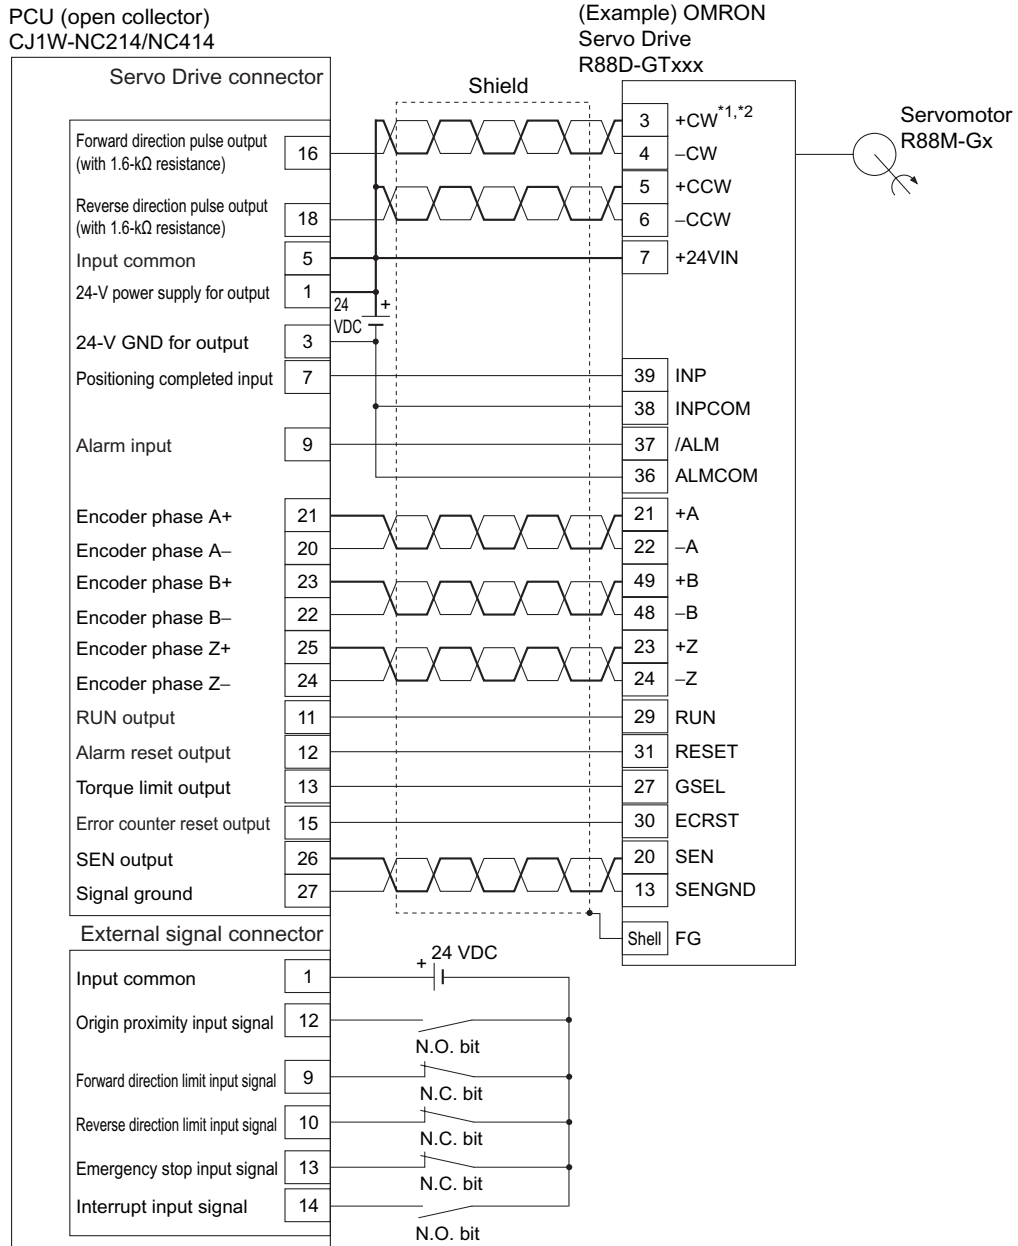 PCU (open collector)
CJ1W-NC214/NC414
(Example) OMRON
Servo Drive
R88D-GTxxx
Servo Drive connector
Shield
Servomotor
R88M-Gx
Forward direction pulse output
(with 1.6-kΩ resistance)
16
3 +CW*1,*2
4 –CW
Reverse direction pulse output
(with 1.6-kΩ resistance)
18
5 +CCW
6 –CCW
Input common 5
7 +24VIN
24-V power supply for output 1
24
VDC
+
24-V GND for output 3
Positioning completed input 7
39 INP
38 INPCOM
Alarm input 9
37 /ALM
36 ALMCOM
Encoder phase A+ 21
21 +A
Encoder phase A– 20
22 –A
Encoder phase B+ 23
49 +B
Encoder phase B– 22
48 –B
Encoder phase Z+ 25
23 +Z
Encoder phase Z– 24
24 –Z
RUN output 11
29 RUN
Alarm reset output 12
31 RESET
Torque limit output 13
27 GSEL
Error counter reset output 15
30 ECRST
SEN output 26
20 SEN
Signal ground 27
13 SENGND
Shell FG
External signal connector
Input common 1
+ 24 VDC
Origin proximity input signal 12
N.O. bit
Forward direction limit input signal 9
N.C. bit
Reverse direction limit input signal 10
N.C. bit
Emergency stop input signal 13
N.C. bit
Interrupt input signal 14
N.O. bit